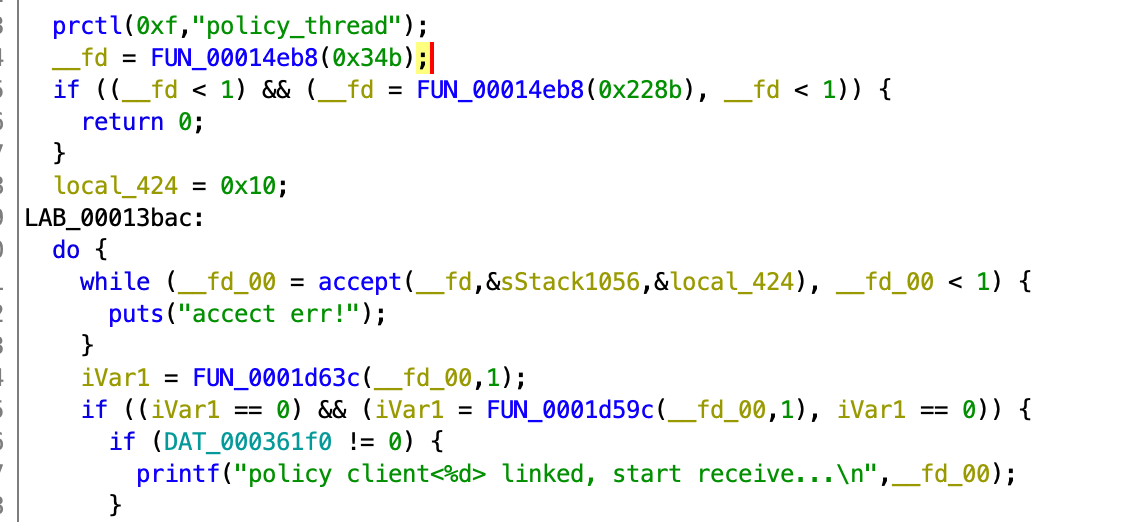 prctl(0xf,"policy_thread");
__fd = FUN_00014eb8(0x34b);
if ((__fd < 1) && (__fd = FUN_00014eb8(0x228b), __fd < 1)) {
return 0;
}
local_424 = 0x10;
LAB_00013bac:
do {
while (__fd_00 = accept(__fd,&sStack1056,&local_424), __fd_00 < 1) {
puts("accect err!");
}
iVar1 = FUN_0001d63c(__fd_00,1);
if ((iVar1 == 0) && (iVar1 = FUN_0001d59c(__fd_00,1), iVar1 == 0)) {
if (DAT_000361f0 != 0) {
printf("policy client<%d> linked, start receive...\n",__fd_00);
}